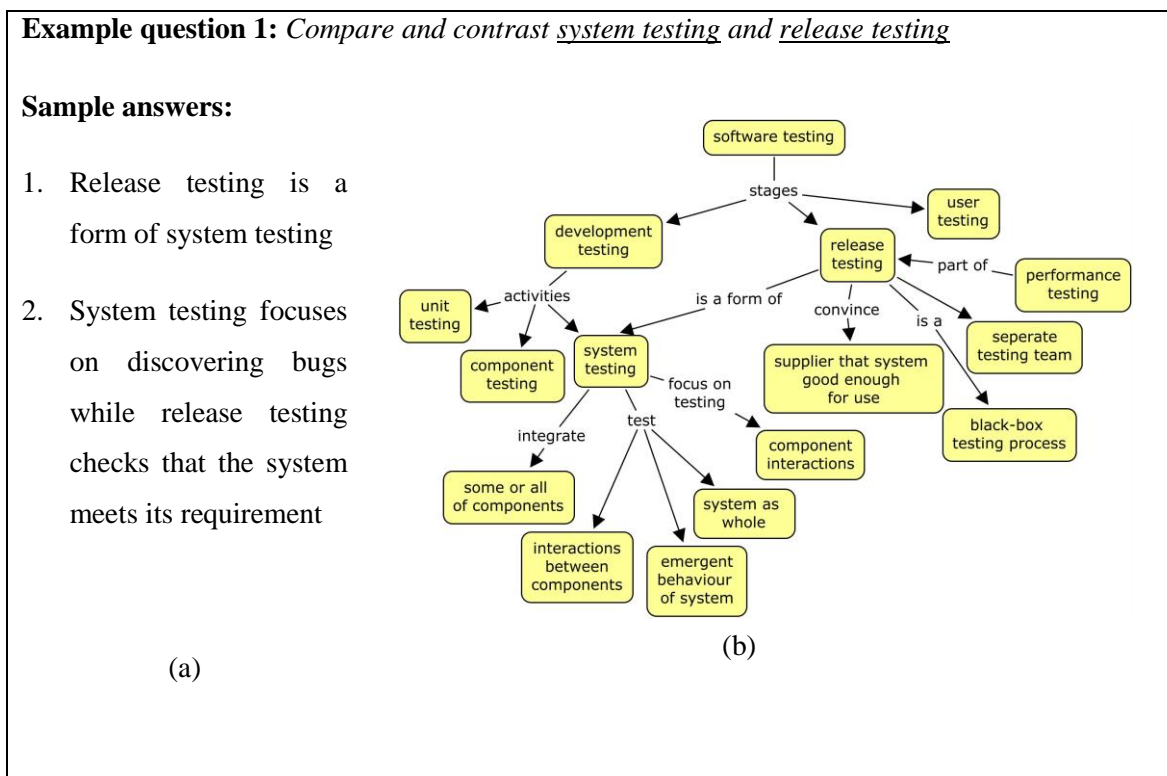 Example question 1: Compare and contrast system testing and release testing
Sample answers:
1. Release testing is a
form of system testing
2. System testing focuses
on discovering bugs
while release testing
checks that the system
meets its requirement
(a)
software testing
stages
user
testing
development
testing
release
testing
part of
performance
testing
activities
is a form of
convince
is a
unit
testing
component
testing
system
testing
seperate
testing team
supplier that system
good enough
for use
focus on
testing
black-box
testing process
integrate
test
component
interactions
some or all
of components
system as
whole
interactions
between
components
emergent
behaviour
of system
(b)